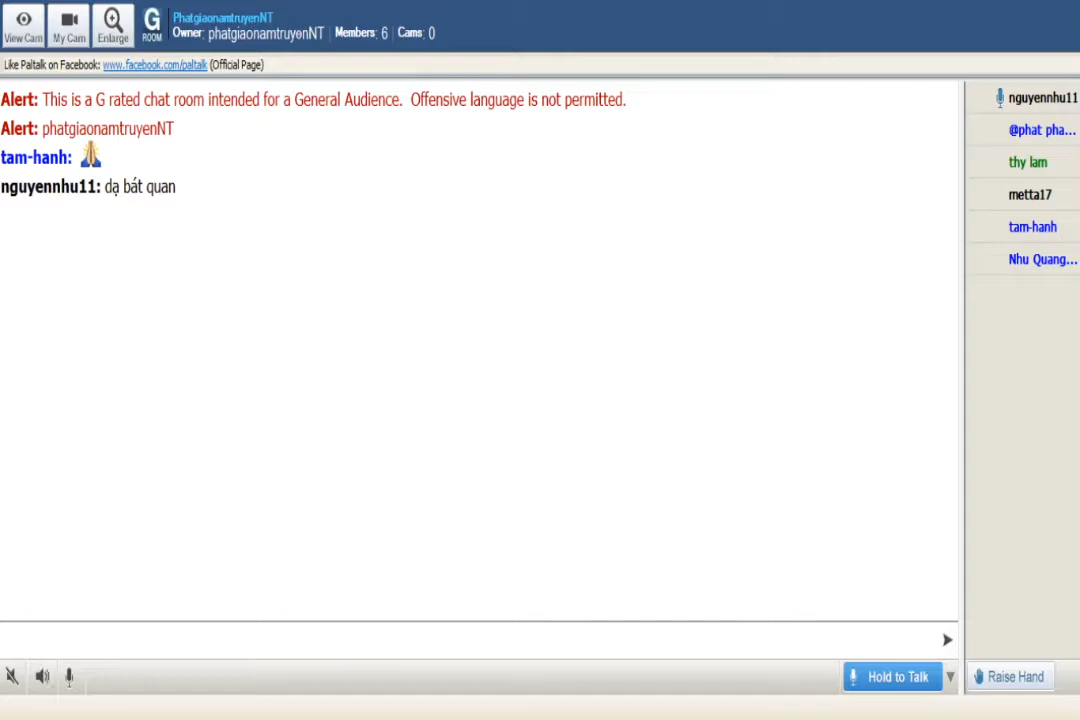 View Cam My Cam Enlarge G ROOM
PhatgiaonamtruyenNT
Owner: phatgiaonamtruyenNT Members: 6 Cams: 0
Like Paltalk on Facebook: www.facebook.com/paltalk (Official Page)
Alert: This is a G rated chat room intended for a General Audience. Offensive language is not permitted.
Alert: phatgiaonamtruyenNT
tam-hanh:
nguyennhu11: dạ bát quan
nguyennhu11
@phat pha...
thy lam
metta17
tam-hanh
Nhu Quang...
Hold to Talk
Raise Hand